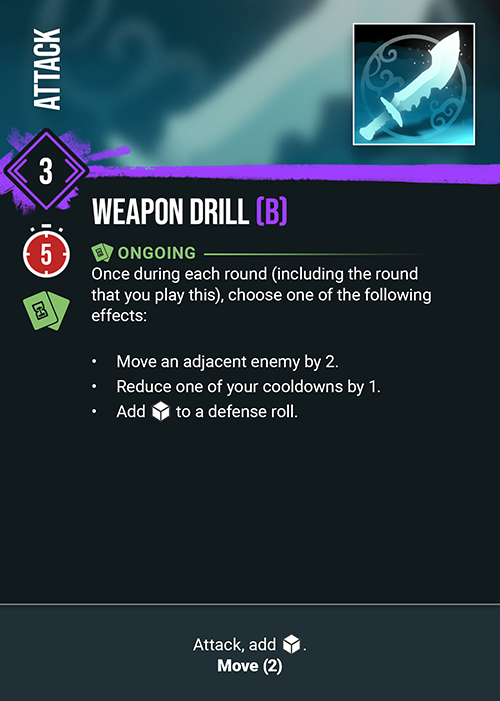 ATTACK
3
WEAPON DRILL (B)
5
ONGOING
Once during each round (including the round
that you play this), choose one of the following
effects:
• Move an adjacent enemy by 2.
• Reduce one of your cooldowns by 1.
• Add to a defense roll.
Attack, add .
Move (2)